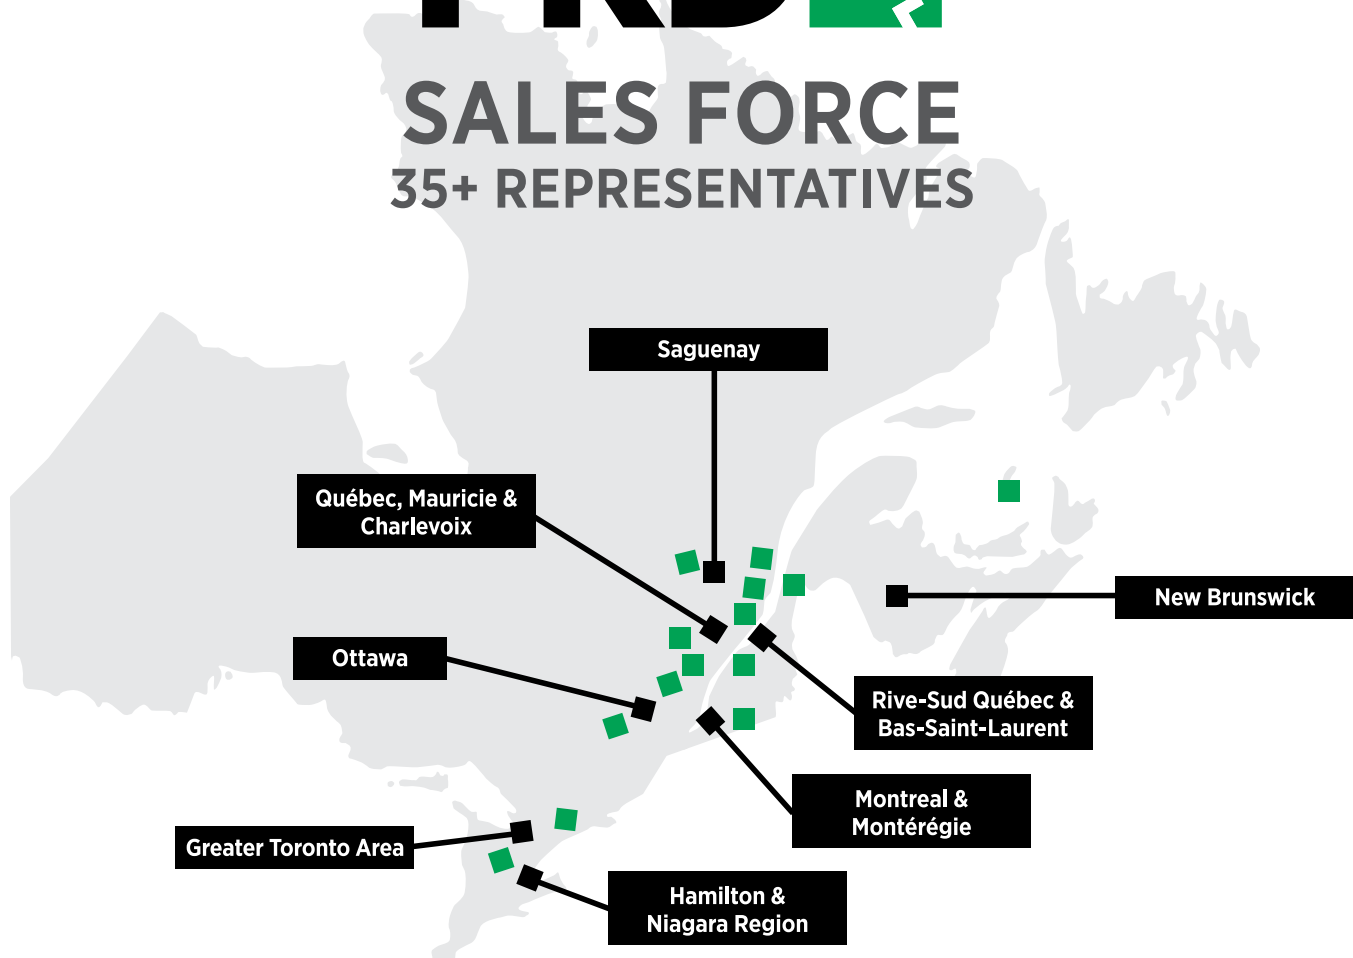 SALES FORCE
35+ REPRESENTATIVES
Saguenay
Québec, Mauricie &
Charlevoix
New Brunswick
Ottawa
Rive-Sud Québec &
Bas-Saint-Laurent
Montreal &
Montérégie
Greater Toronto Area
Hamilton &
Niagara Region